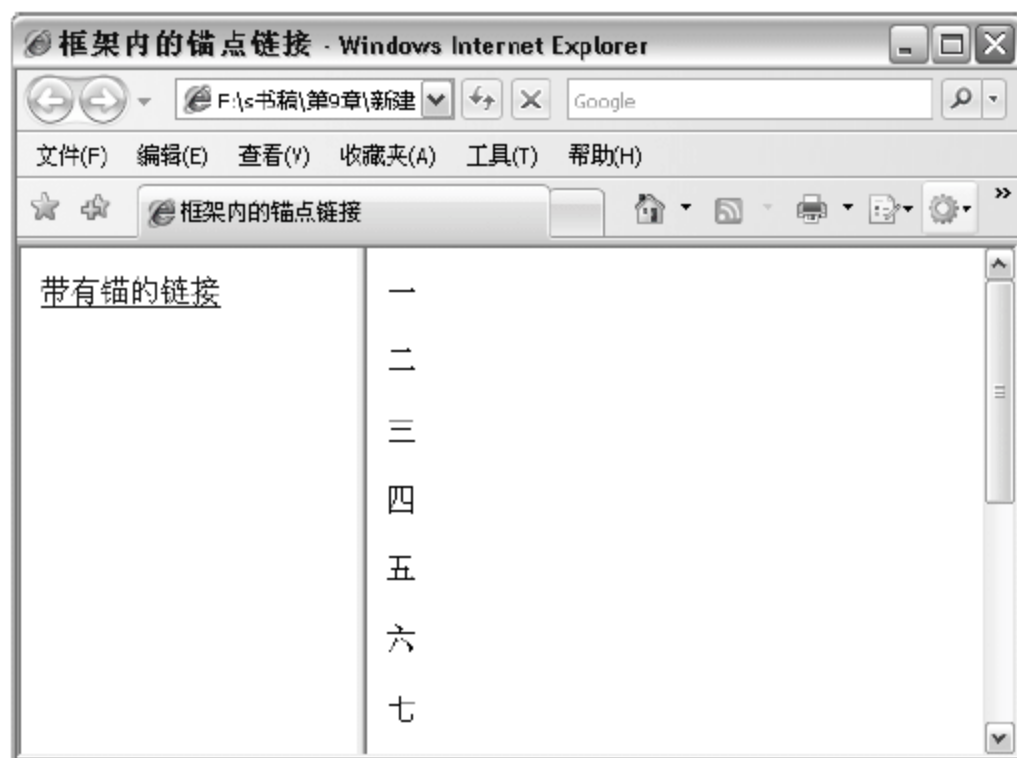 框架内的锚点链接 - Windows Internet Explorer
F:\s书稿\第9章\新建
Google
文件(F) 编辑(E) 查看(V) 收藏夹(A) 工具(T) 帮助(H)
框架内的锚点链接
带有锚的链接
一
二
三
四
五
六
七